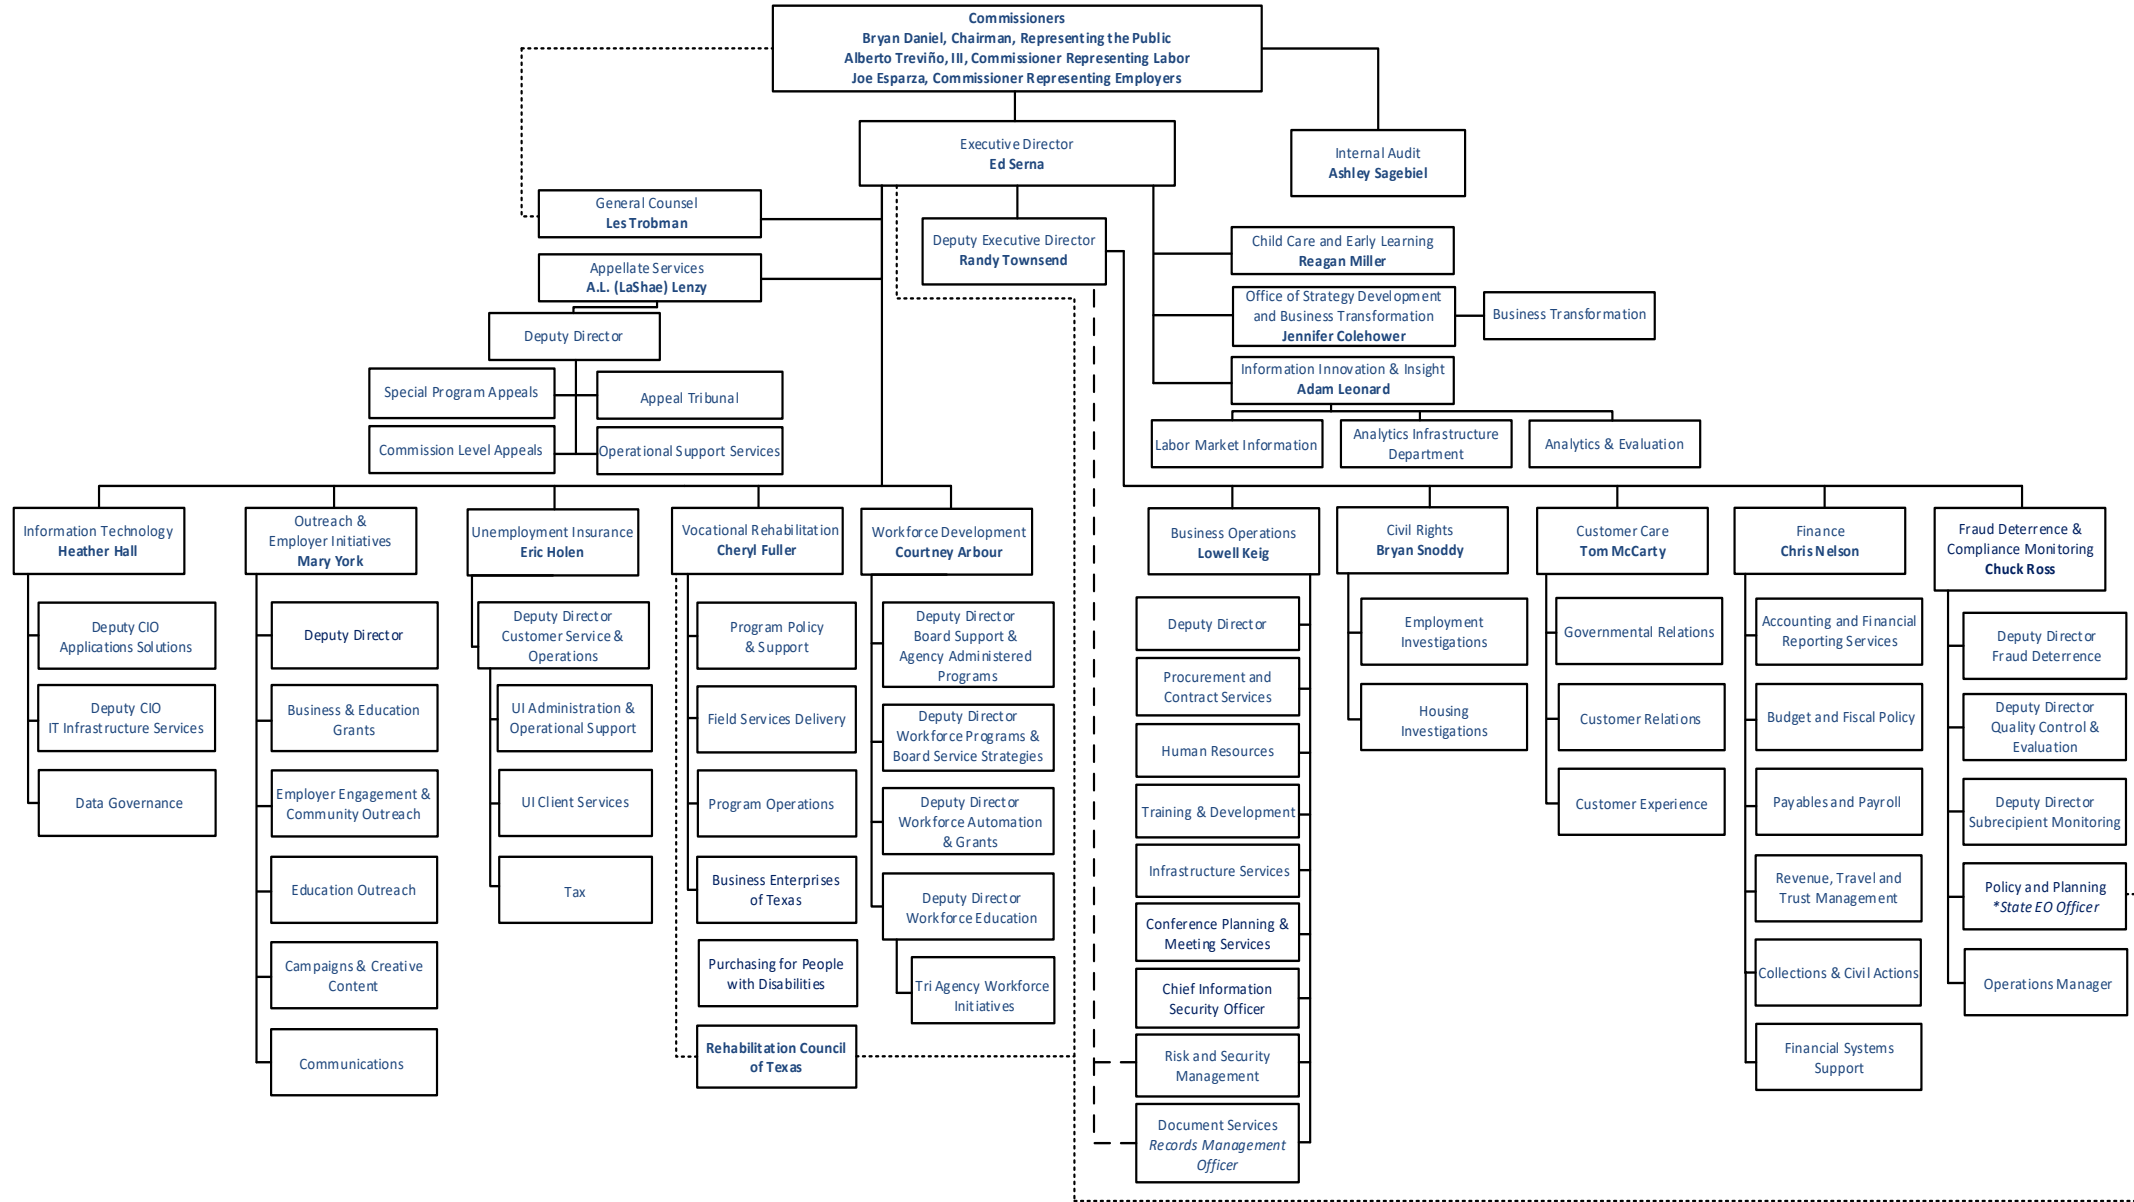 Commissioners
Bryan Daniel, Chairman, Representing the Public
Alberto Treviño, III, Commissioner Representing Labor
Joe Esparza, Commissioner Representing Employers
Executive Director
Ed Serna
Internal Audit
Ashley Sagebiel
General Counsel
Les Trobman
Deputy Executive Director
Randy Townsend
Child Care and Early Learning
Reagan Miller
Appellate Services
A.L. (LaShae) Lenzy
Office of Strategy Development
and Business Transformation
Jennifer Colehower
Business Transformation
Deputy Director
Information Innovation & Insight
Adam Leonard
Special Program Appeals
Appeal Tribunal
Commission Level Appeals
Operational Support Services
Labor Market Information
Analytics Infrastructure
Department
Analytics & Evaluation
Information Technology
Heather Hall
Deputy CIO
Applications Solutions
Deputy CIO
IT Infrastructure Services
Data Governance
Outreach &
Employer Initiatives
Mary York
Deputy Director
Business & Education
Grants
Employer Engagement &
Community Outreach
Education Outreach
Campaigns & Creative
Content
Communications
Unemployment Insurance
Eric Holen
Deputy Director
Customer Service &
Operations
UI Administration &
Operational Support
UI Client Services
Tax
Vocational Rehabilitation
Cheryl Fuller
Program Policy
& Support
Field Services Delivery
Program Operations
Business Enterprises
of Texas
Purchasing for People
with Disabilities
Rehabilitation Council
of Texas
Workforce Development
Courtney Arbour
Deputy Director
Board Support &
Agency Administered
Programs
Deputy Director
Workforce Programs &
Board Service Strategies
Deputy Director
Workforce Automation
& Grants
Deputy Director
Workforce Education
Tri Agency Workforce
Initiatives
Business Operations
Lowell Keig
Deputy Director
Procurement and
Contract Services
Human Resources
Training & Development
Infrastructure Services
Conference Planning &
Meeting Services
Chief Information
Security Officer
Risk and Security
Management
Document Services
Records Management
Officer
Civil Rights
Bryan Snoddy
Employment
Investigations
Housing
Investigations
Customer Care
Tom McCarty
Governmental Relations
Customer Relations
Customer Experience
Finance
Chris Nelson
Accounting and Financial
Reporting Services
Budget and Fiscal Policy
Payables and Payroll
Revenue, Travel and
Trust Management
Collections & Civil Actions
Financial Systems
Support
Fraud Deterrence &
Compliance Monitoring
Chuck Ross
Deputy Director
Fraud Deterrence
Deputy Director
Quality Control &
Evaluation
Deputy Director
Subrecipient Monitoring
Policy and Planning
*State EO Officer
Operations Manager